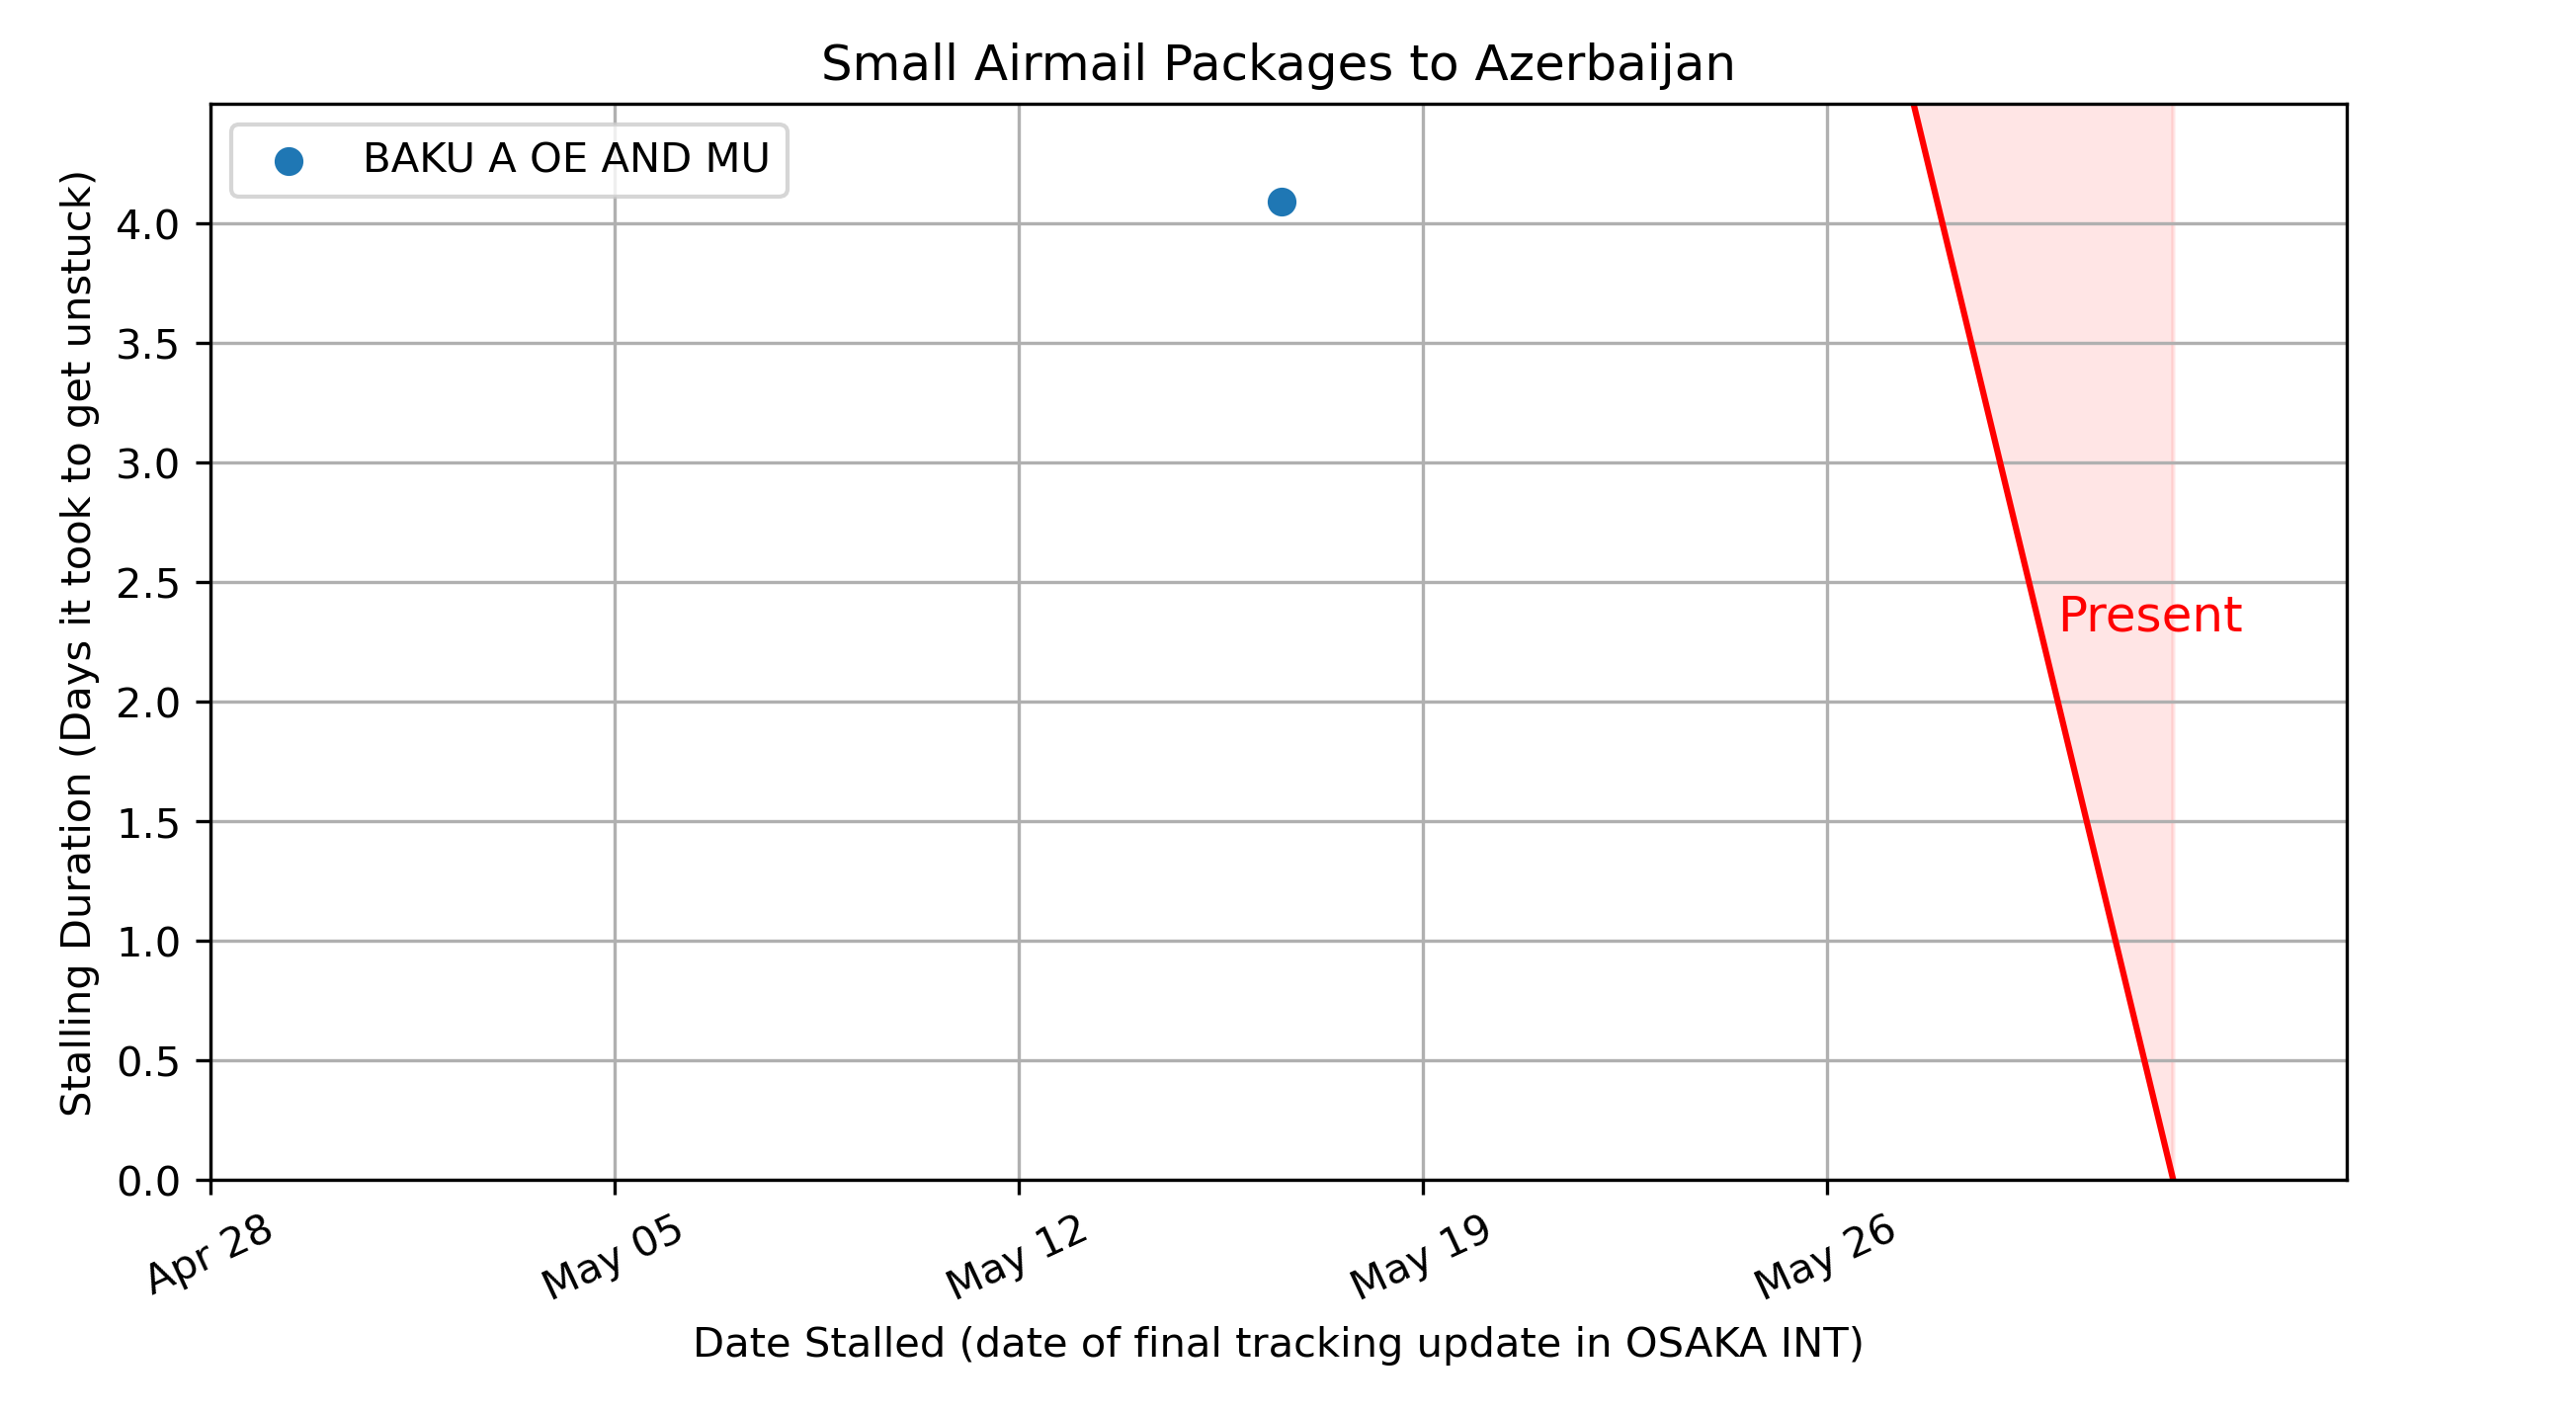 Small Airmail Packages to Azerbaijan
BAKU A OE AND MU
Stalling Duration (Days it took to get unstuck)
4.0
3.5
3.0
2.5
2.0
1.5
1.0
0.5
0.0
Present
Apr 28
May 05
May 12
May 19
May 26
Date Stalled (date of final tracking update in OSAKA INT)